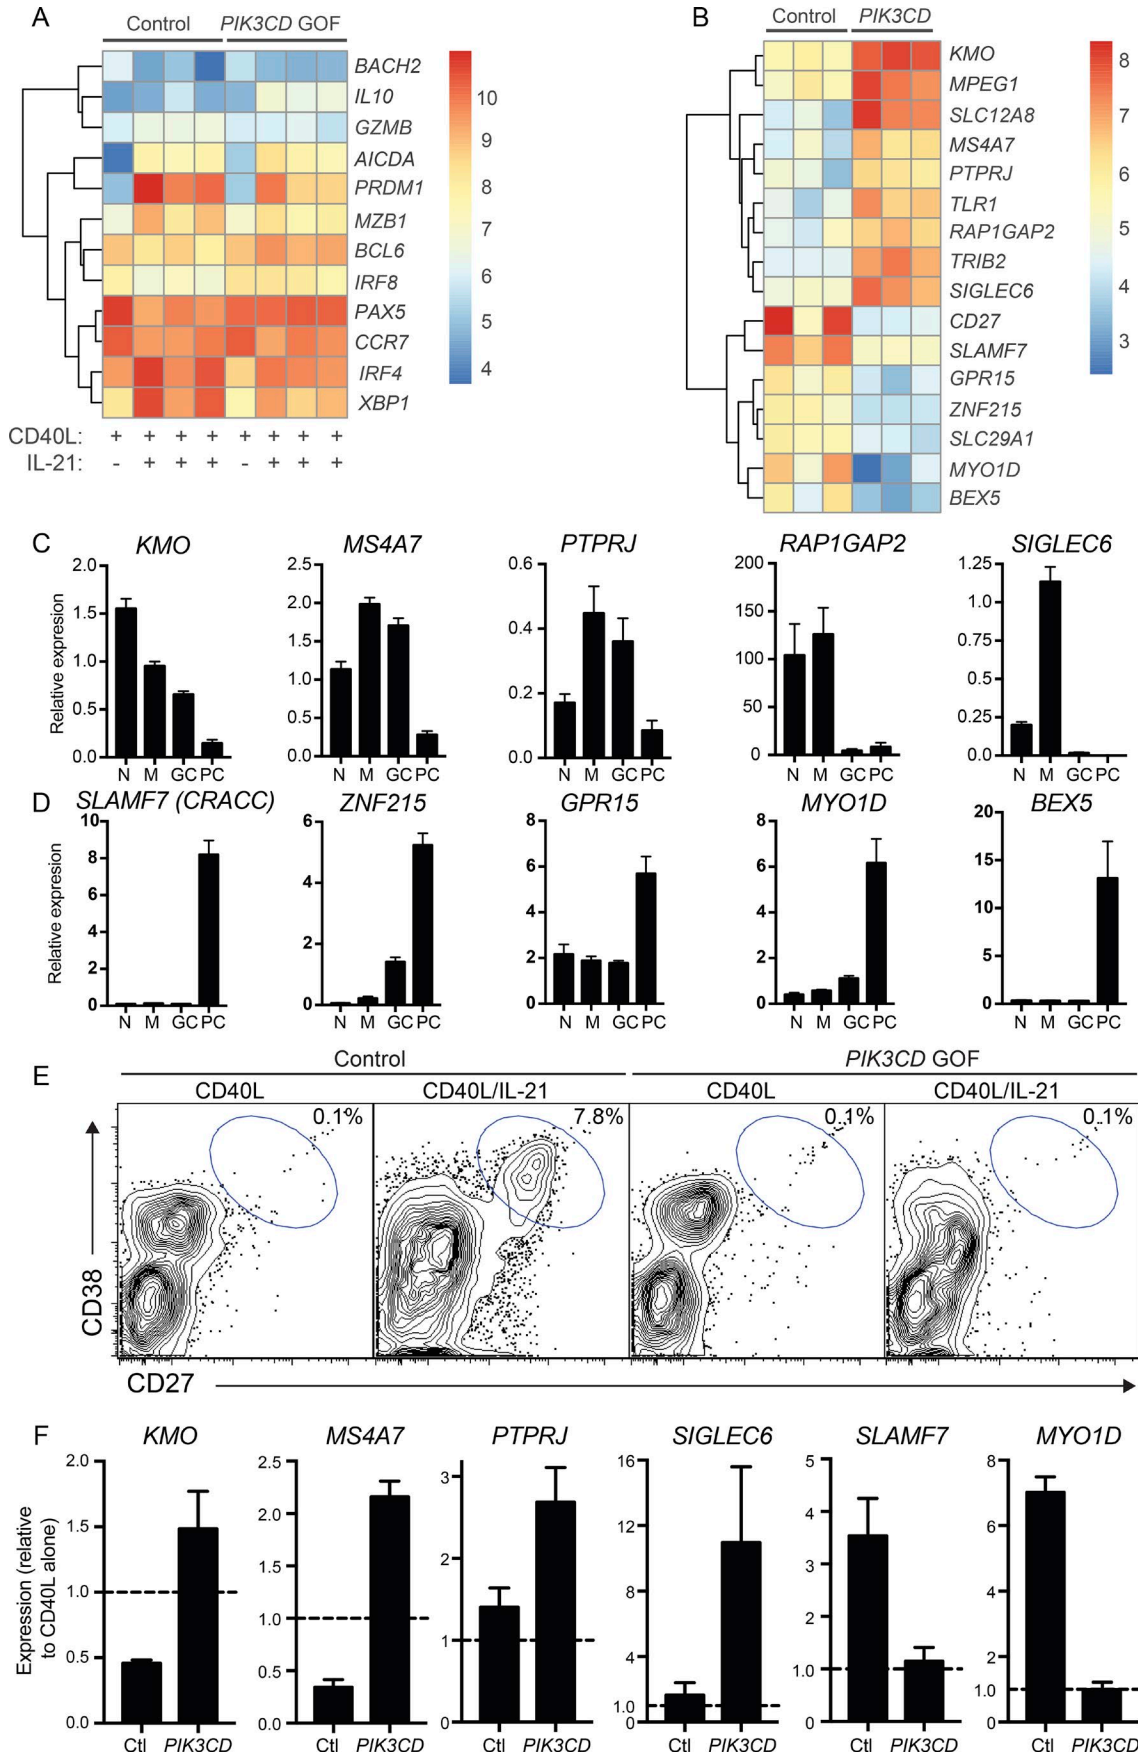 A
Control PIK3CD GOF
BACH2
IL10
GZMB
AICDA
PRDM1
MZB1
BCL6
IRF8
PAX5
CCR7
IRF4
XBP1
10
9
8
7
6
5
4
CD40L: + + + + + + + +
IL-21: - + + + - + + +
B
Control PIK3CD
KMO
MPEG1
SLC12A8
MS4A7
PTPRJ
TLR1
RAP1GAP2
TRIB2
SIGLEC6
CD27
SLAMF7
GPR15
ZNF215
SLC29A1
MYO1D
BEX5
8
7
6
5
4
3
C
Relative expresion
KMO
2.0
1.5
1.0
0.5
0.0
N M GC PC
MS4A7
2.5
2.0
1.5
1.0
0.5
0.0
N M GC PC
PTPRJ
0.6
0.4
0.2
0.0
N M GC PC
RAP1GAP2
200
150
100
50
0
N M GC PC
SIGLEC6
1.25
1.00
0.75
0.50
0.25
0.0
N M GC PC
D
Relative expresion
SLAMF7 (CRACC)
10
8
6
4
2
0
N M GC PC
ZNF215
6
4
2
0
N M GC PC
GPR15
8
6
4
2
0
N M GC PC
MYO1D
8
6
4
2
0
N M GC PC
BEX5
20
15
10
5
0
N M GC PC
E
Control PIK3CD GOF
CD40L CD40L/IL-21 CD40L CD40L/IL-21
0.1% 7.8% 0.1% 0.1%
CD38
CD27
F
Expression (relative
to CD40L alone)
KMO
2.0
1.5
1.0
0.5
0.0
Ctl PIK3CD
MS4A7
2.5
2.0
1.5
1.0
0.5
0.0
Ctl PIK3CD
PTPRJ
3
2
1
0
Ctl PIK3CD
SIGLEC6
16
12
8
4
1.0
0
Ctl PIK3CD
SLAMF7
5
4
3
2
1.0
0
Ctl PIK3CD
MYO1D
8
6
4
2
1.0
0
Ctl PIK3CD